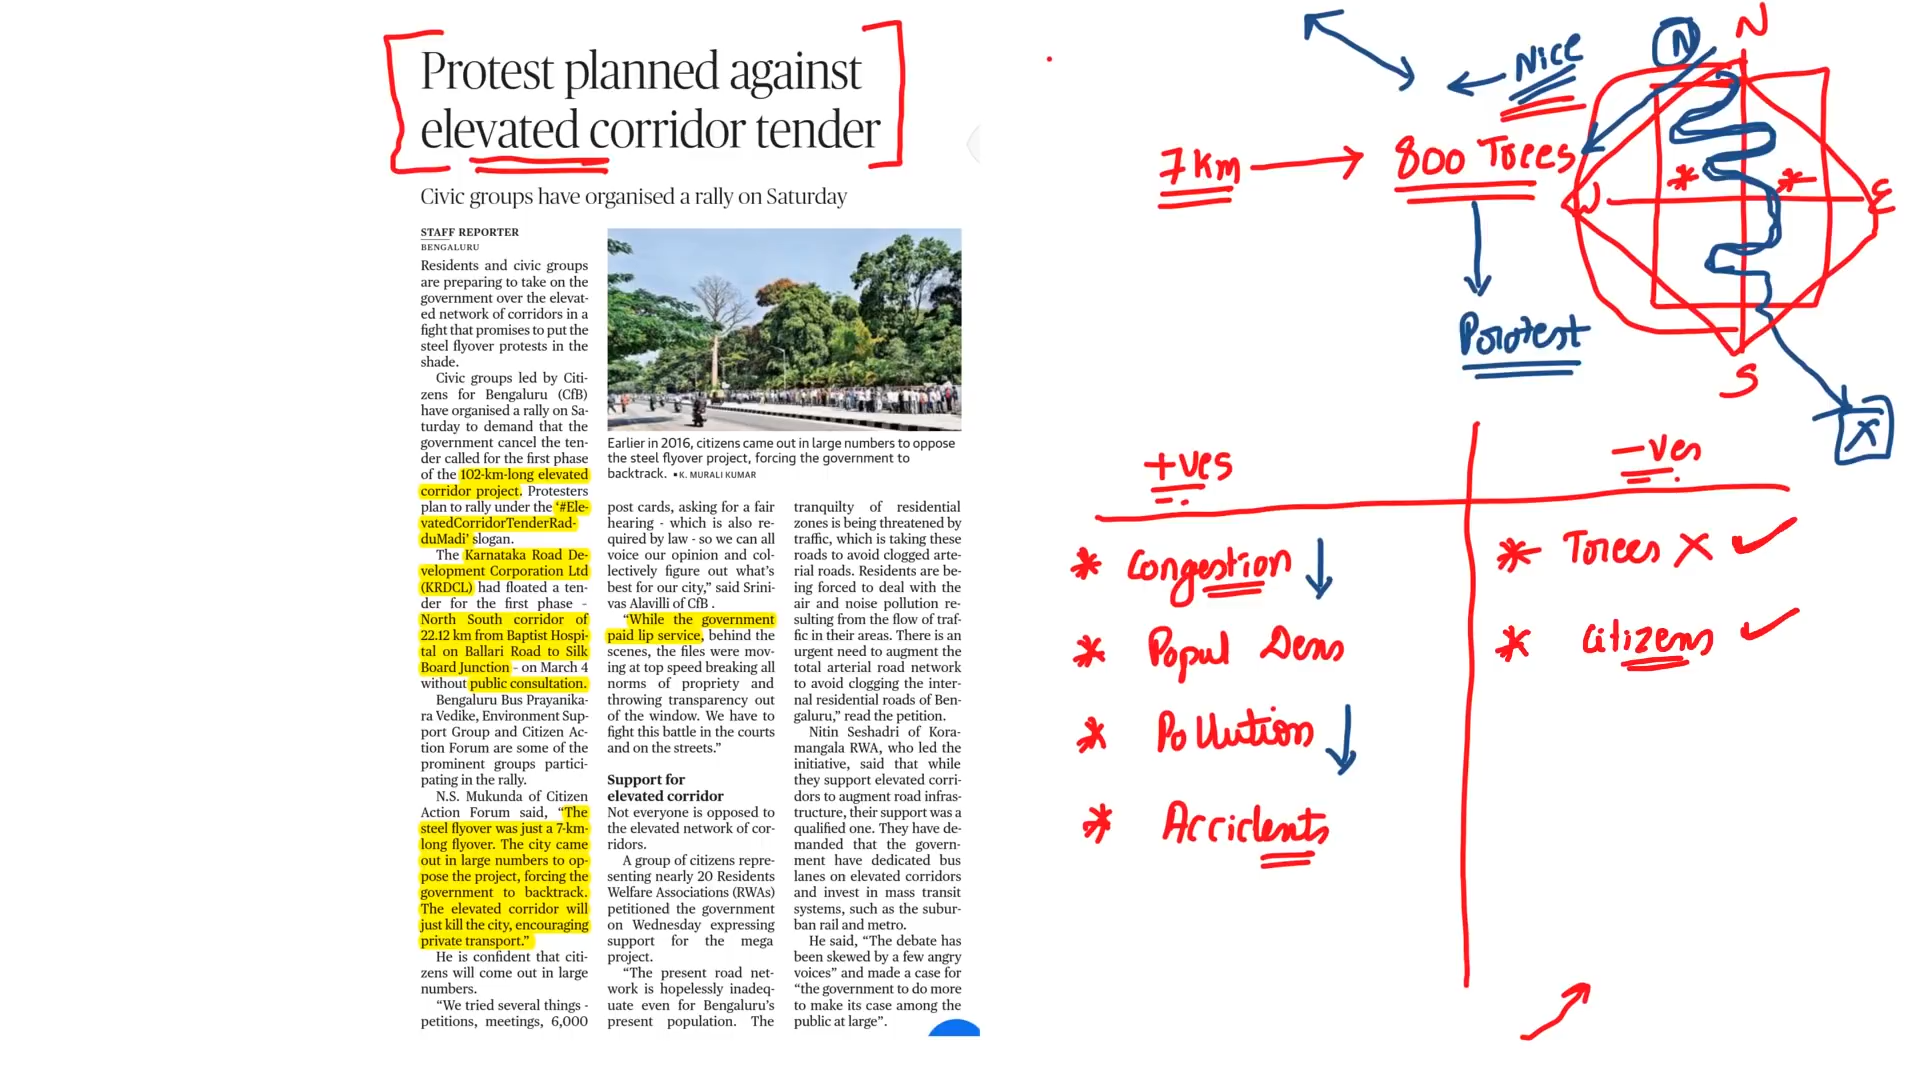 Protest planned against
elevated corridor tender
Civic groups have organised a rally on Saturday
STAFF REPORTER
BENGALURU
Residents and civic groups
are preparing to take on the
government over the elevat-
ed network of corridors in a
fight that promises to put the
steel flyover protests in the
shade.
Civic groups led by Citi-
zens for Bengaluru (CfB)
have organised a rally on Sa-
turday to demand that the
government cancel the ten-
der called for the first phase
of the 102-km-long elevated
corridor project. Protesters
plan to rally under the ‘#Ele-
vatedCorridorTenderRad-
duMadi’ slogan.
The Karnataka Road De-
velopment Corporation Ltd
(KRDCL) had floated a ten-
der for the first phase –
North South corridor of
22.12 km from Baptist Hospi-
tal on Ballari Road to Silk
Board Junction – on March 4
without public consultation.
Bengaluru Bus Prayanika-
ra Vedike, Environment Sup-
port Group and Citizen Ac-
tion Forum are some of the
prominent groups partici-
pating in the rally.
N.S. Mukunda of Citizen
Action Forum said, “The
steel flyover was just a 7-km-
long flyover. The city came
out in large numbers to op-
pose the project, forcing the
government to backtrack.
The elevated corridor will
just kill the city, encouraging
private transport.”
He is confident that citi-
zens will come out in large
numbers.
“We tried several things -
petitions, meetings, 6,000
Earlier in 2016, citizens came out in large numbers to oppose
the steel flyover project, forcing the government to
backtrack. •K. MURALI KUMAR
post cards, asking for a fair
hearing - which is also re-
quired by law - so we can all
voice our opinion and col-
lectively figure out what’s
best for our city,” said Srini-
vas Alavilli of CfB .
“While the government
paid lip service, behind the
scenes, the files were mov-
ing at top speed breaking all
norms of propriety and
throwing transparency out
of the window. We have to
fight this battle in the courts
and on the streets.”
Support for
elevated corridor
Not everyone is opposed to
the elevated network of cor-
ridors.
A group of citizens repre-
senting nearly 20 Residents
Welfare Associations (RWAs)
petitioned the government
on Wednesday expressing
support for the mega
project.
“The present road net-
work is hopelessly inadeq-
uate even for Bengaluru’s
present population. The
tranquility of residential
zones is being threatened by
traffic, which is taking these
roads to avoid clogged arte-
rial roads. Residents are be-
ing forced to deal with the
air and noise pollution re-
sulting from the flow of traf-
fic in their areas. There is an
urgent need to augment the
total arterial road network
to avoid clogging the inter-
nal residential roads of Ben-
galuru,” read the petition.
Nitin Seshadri of Kora-
mangala RWA, who led the
initiative, said that while
they support elevated corri-
dors to augment road infras-
tructure, their support was a
qualified one. They have de-
manded that the govern-
ment have dedicated bus
lanes on elevated corridors
and invest in mass transit
systems, such as the subur-
ban rail and metro.
He said, “The debate has
been skewed by a few angry
voices” and made a case for
“the government to do more
to make its case among the
public at large”.
Nice
N
N
7 Km → 800 Trees
W
E
Protest
S
X
+ves
-ves
* Congestion ↓
* Popul Dens
* Pollution ↓
* Accidents
* Trees X ✓
* Citizens ✓